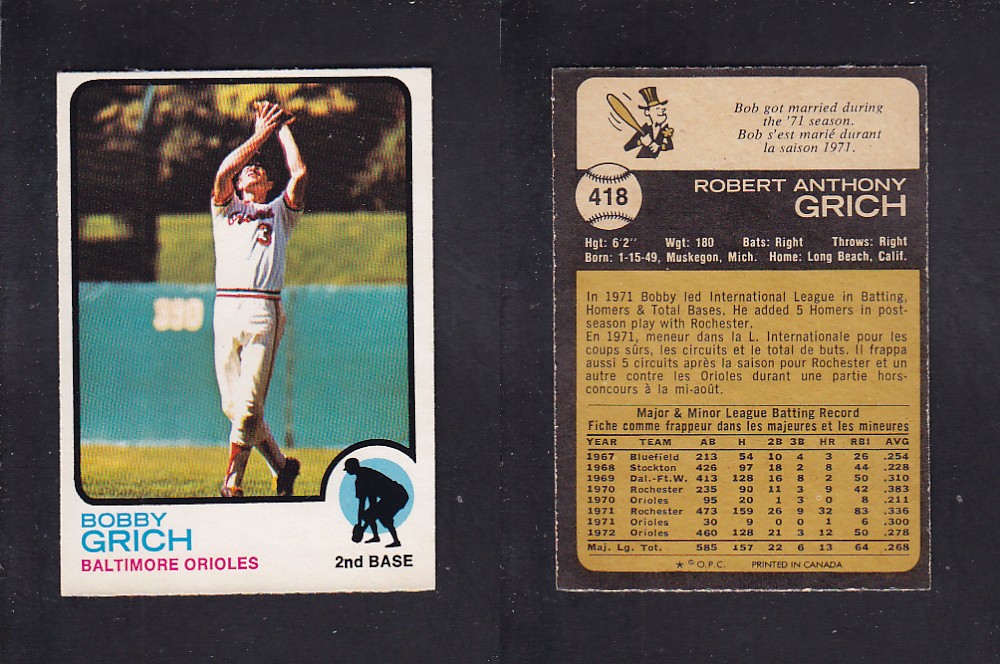 Orioles
3
390
BOBBY
GRICH
BALTIMORE ORIOLES
2nd BASE
Bob got married during
the '71 season.
Bob s'est marié durant
la saison 1971.
418
ROBERT ANTHONY
GRICH
Hgt: 6'2" Wgt: 180 Bats: Right Throws: Right
Born: 1-15-49, Muskegon, Mich. Home: Long Beach, Calif.
In 1971 Bobby led International League in Batting,
Homers & Total Bases. He added 5 Homers in post-
season play with Rochester.
En 1971, meneur dans la L. Internationale pour les
coups sûrs, les circuits et le total de buts. Il frappa
aussi 5 circuits après la saison pour Rochester et un
autre contre les Orioles durant une partie hors-
concours à la mi-août.
Major & Minor League Batting Record
Fiche comme frappeur dans les majeures et les mineures
YEAR TEAM AB H 2B 3B HR RBI AVG
1967 Bluefield 213 54 10 4 3 26 .254
1968 Stockton 426 97 18 2 8 44 .228
1969 Dal.-Ft.W. 413 128 16 8 2 50 .310
1970 Rochester 235 90 11 3 9 42 .383
1970 Orioles 95 20 1 3 0 8 .211
1971 Rochester 473 159 26 9 32 83 .336
1971 Orioles 30 9 0 0 1 6 .300
1972 Orioles 460 128 21 3 12 50 .278
Maj. Lg. Tot. 585 157 22 6 13 64 .268
★ © O.P.C. PRINTED IN CANADA